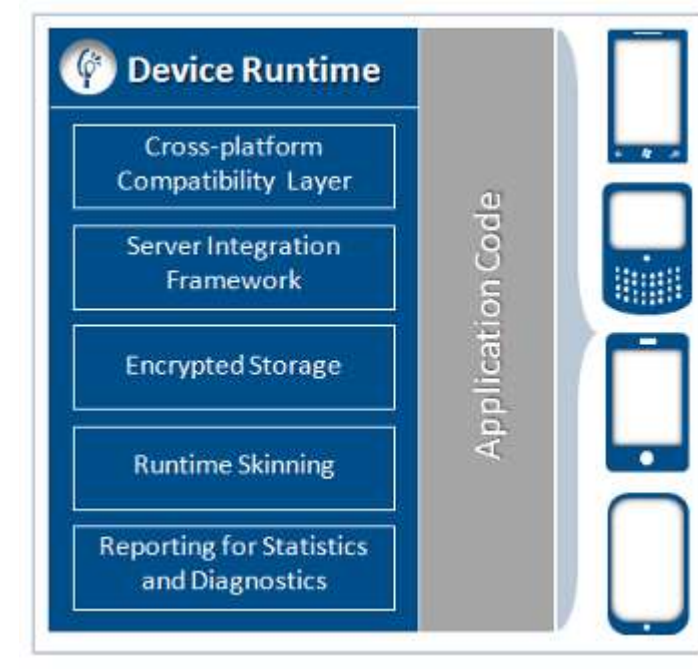 Device Runtime
Cross-platform
Compatibility Layer
Server Integration
Framework
Encrypted Storage
Runtime Skinning
Reporting for Statistics
and Diagnostics
Application Code